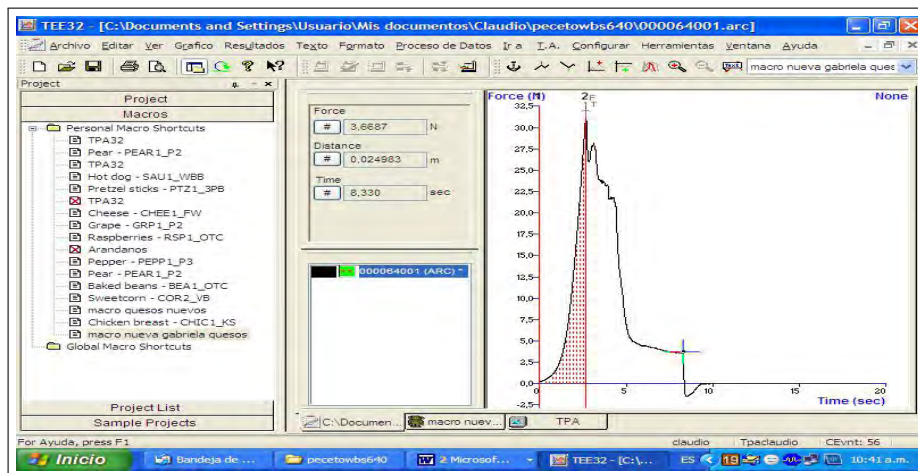 TEE32 - [C:\Documents and Settings\Usuario\Mis documentos\Claudio\pecetowbs640\000064001.arc]
Archivo Editar Ver Grafico Resultados Texto Formato Proceso de Datos Ir a T.A. Configurar Herramientas Ventana Ayuda
macro nueva gabriela ques
Project
Project
Macros
Personal Macro Shortcuts
TPA32
Pear - PEAR1_P2
TPA32
Hot dog - SAU1_WBB
Pretzel sticks - PTZ1_3PB
TPA32
Cheese - CHEE1_FW
Grape - GRP1_P2
Raspberries - RSP1_OTC
Arandanos
Pepper - PEPP1_P3
Pear - PEAR1_P2
Baked beans - BEA1_OTC
Sweetcorn - COR2_VB
macro quesos nuevos
Chicken breast - CHIC1_KS
macro nueva gabriela quesos
Global Macro Shortcuts
Project List
Sample Projects
Force
# 3,6687 N
Distance
# 0,024983 m
Time
# 8,330 sec
000064001 (ARC) *
Force (N)
2F
1T
None
32,5
30,0
27,5
25,0
22,5
20,0
17,5
15,0
12,5
10,0
7,5
5,0
2,5
0,0
-2,5
5
10
15
20
Time (sec)
C:\Documen...
macro nuev...
TPA
For Ayuda, press F1
claudio
Tpaclaudio
CEvnt: 56
Inicio
Bandeja de ...
pecetowbs640
2 Microsof...
TEE32 - [C:\...
ES
19
10:41 a.m.